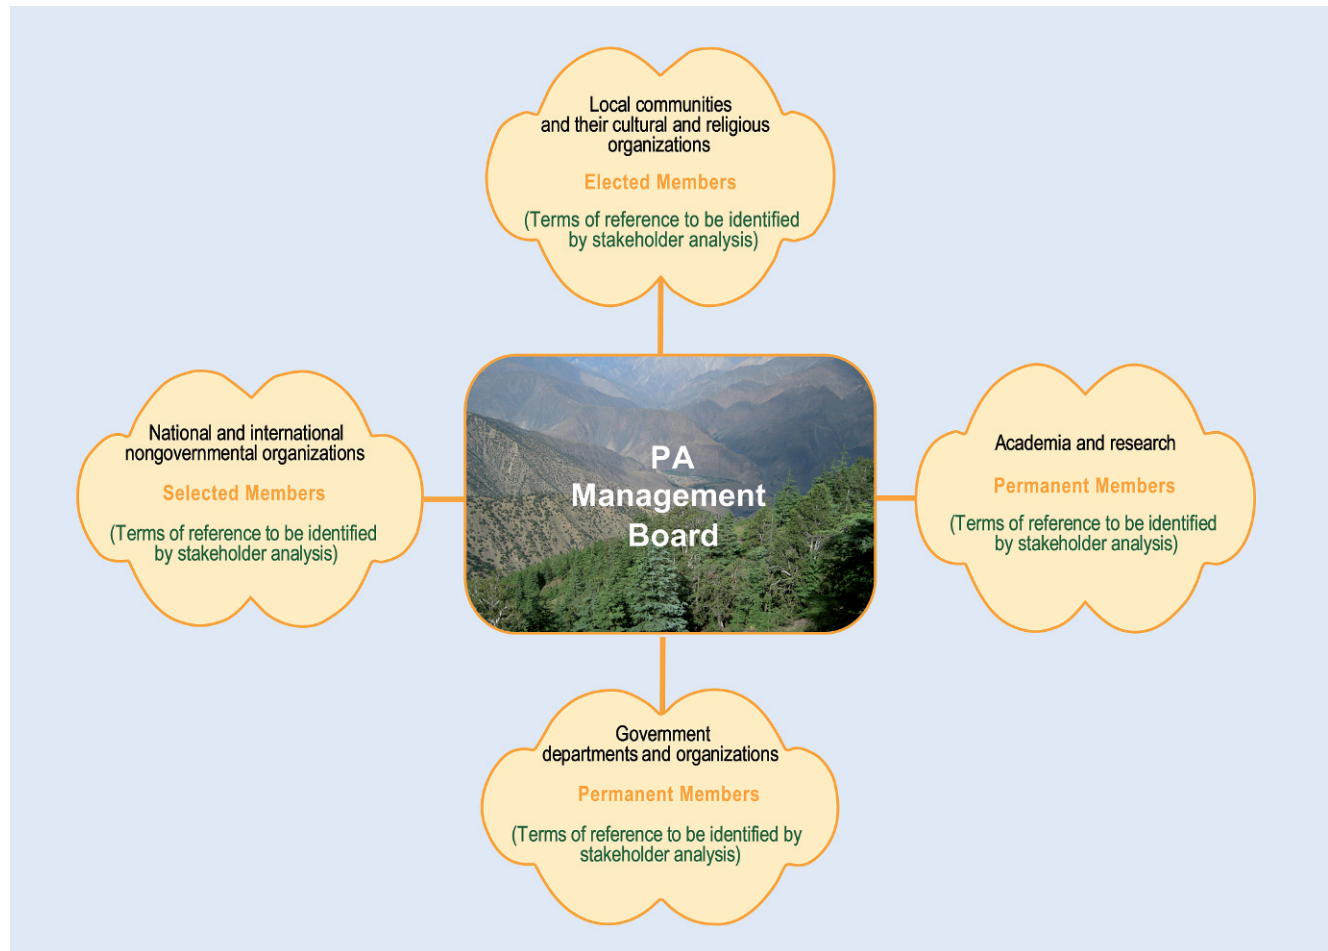 Local communities
and their cultural and religious
organizations
Elected Members
(Terms of reference to be identified
by stakeholder analysis)
National and international
nongovernmental organizations
Selected Members
(Terms of reference to be identified
by stakeholder analysis)
PA
Management
Board
Academia and research
Permanent Members
(Terms of reference to be identified
by stakeholder analysis)
Government
departments and organizations
Permanent Members
(Terms of reference to be identified by
stakeholder analysis)